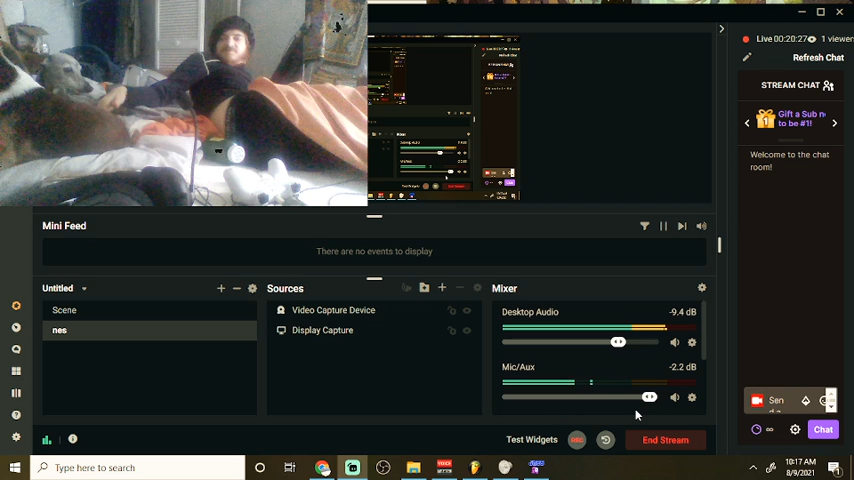 Live 00:20:27 1 viewer
Refresh Chat
STREAM CHAT
Gift a Sub n
to be #1!
1
Welcome to the chat
room!
Mini Feed
There are no events to display
Untitled
Sources
Mixer
Scene
nes
Video Capture Device
Display Capture
Desktop Audio -9.4 dB
Mic/Aux -2.2 dB
Test Widgets
REC
End Stream
Sen
Chat
Type here to search
10:17 AM
8/9/2021